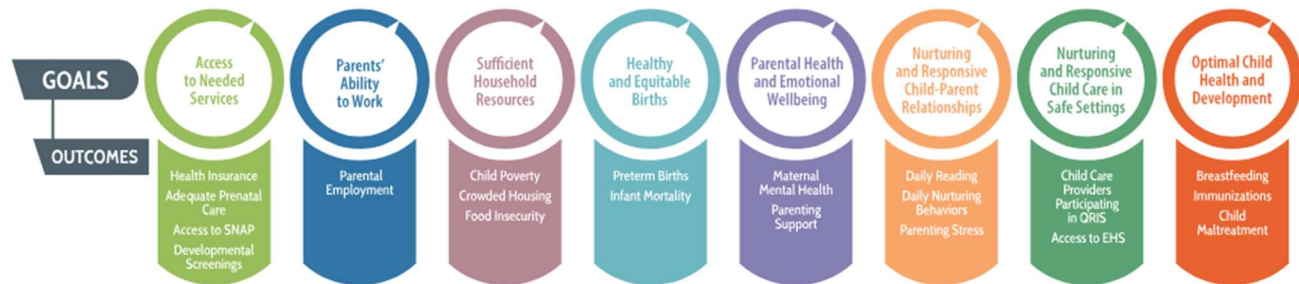 GOALS
Access
to Needed
Services
Parents’
Ability
to Work
Sufficient
Household
Resources
Healthy
and Equitable
Births
Parental Health
and Emotional
Wellbeing
Nurturing
and Responsive
Child-Parent
Relationships
Nurturing
and Responsive
Child Care in
Safe Settings
Optimal Child
Health and
Development
OUTCOMES
Health Insurance
Adequate Prenatal
Care
Access to SNAP
Developmental
Screenings
Parental
Employment
Child Poverty
Crowded Housing
Food Insecurity
Preterm Births
Infant Mortality
Maternal
Mental Health
Parenting
Support
Daily Reading
Daily Nurturing
Behaviors
Parenting Stress
Child Care
Providers
Participating
in QRIS
Access to EHS
Breastfeeding
Immunizations
Child
Maltreatment